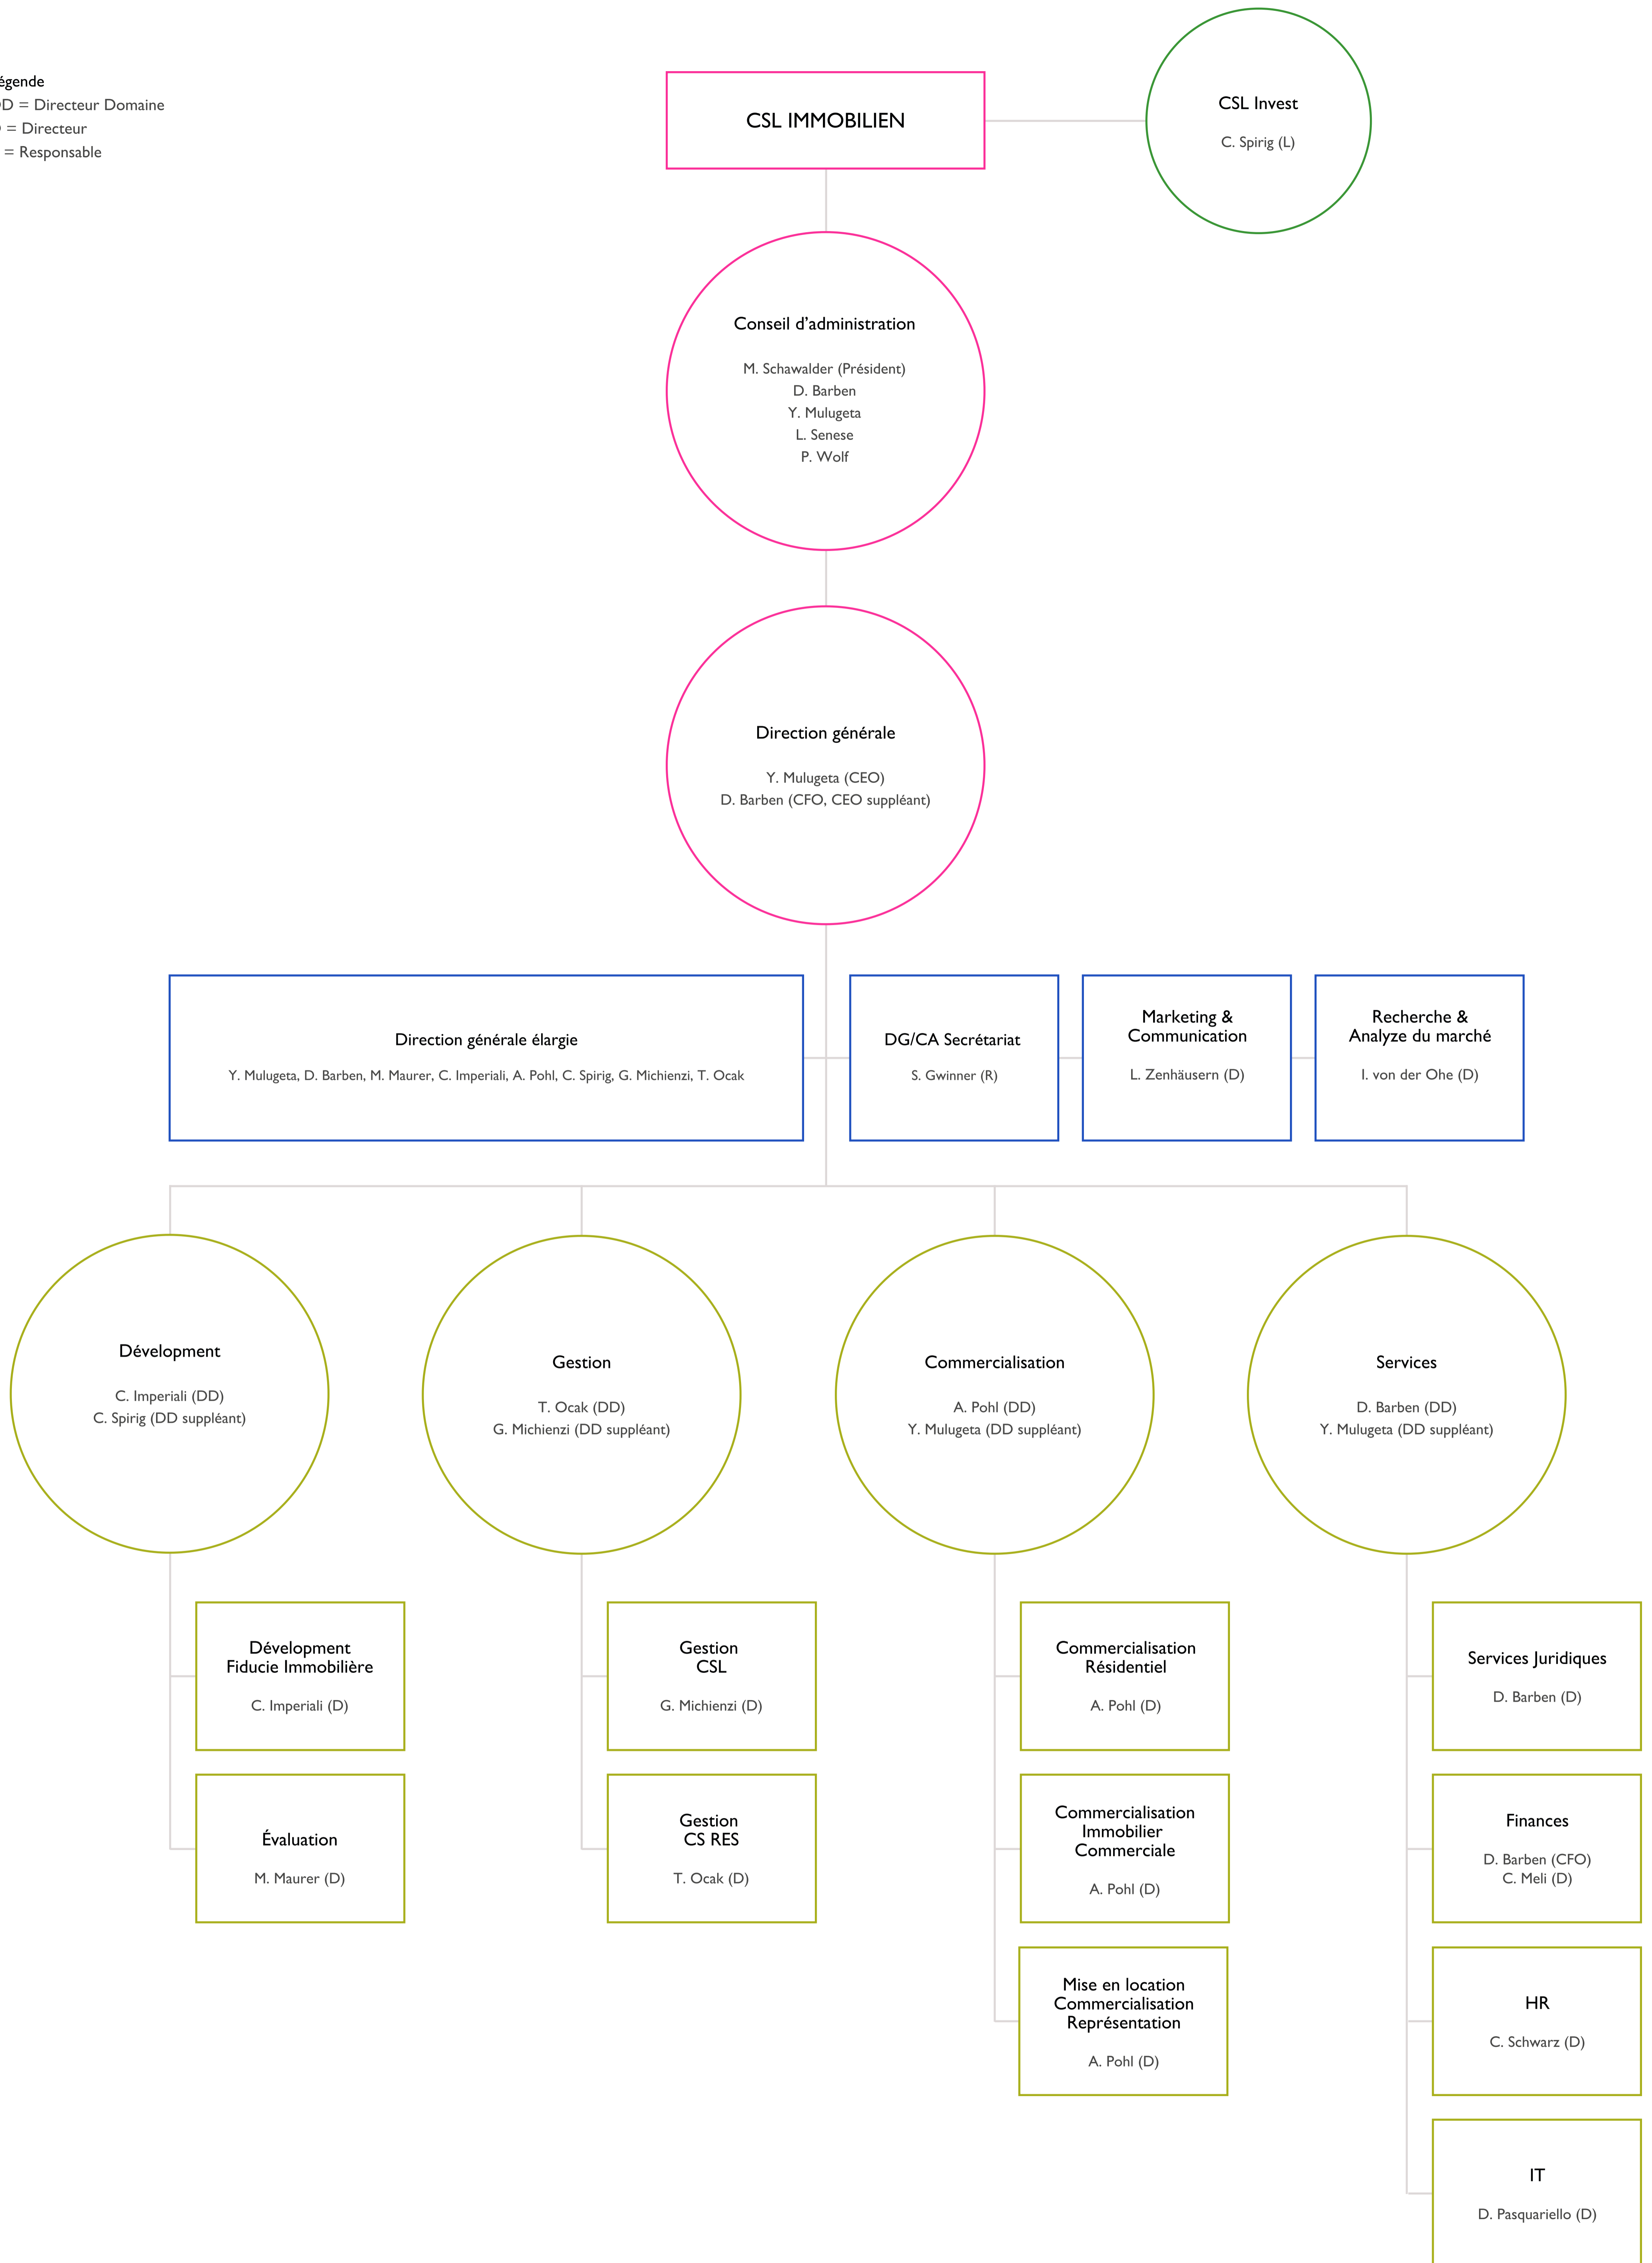 égende
DD = Directeur Domaine
= Directeur
= Responsable
CSL IMMOBILIEN
CSL Invest
C. Spirig (L)
Conseil d’administration
M. Schawalder (Président)
D. Barben
Y. Mulugeta
L. Senese
P. Wolf
Direction générale
Y. Mulugeta (CEO)
D. Barben (CFO, CEO suppléant)
Direction générale élargie
Y. Mulugeta, D. Barben, M. Maurer, C. Imperiali, A. Pohl, C. Spirig, G. Michienzi, T. Ocak
DG/CA Secrétariat
S. Gwinner (R)
Marketing &
Communication
L. Zenhäusern (D)
Recherche &
Analyze du marché
I. von der Ohe (D)
Dévelopment
C. Imperiali (DD)
C. Spirig (DD suppléant)
Gestion
T. Ocak (DD)
G. Michienzi (DD suppléant)
Commercialisation
A. Pohl (DD)
Y. Mulugeta (DD suppléant)
Services
D. Barben (DD)
Y. Mulugeta (DD suppléant)
Dévelopment
Fiducie Immobilière
C. Imperiali (D)
Évaluation
M. Maurer (D)
Gestion
CSL
G. Michienzi (D)
Gestion
CS RES
T. Ocak (D)
Commercialisation
Résidentiel
A. Pohl (D)
Commercialisation
Immobilier
Commerciale
A. Pohl (D)
Mise en location
Commercialisation
Représentation
A. Pohl (D)
Services Juridiques
D. Barben (D)
Finances
D. Barben (CFO)
C. Meli (D)
HR
C. Schwarz (D)
IT
D. Pasquariello (D)